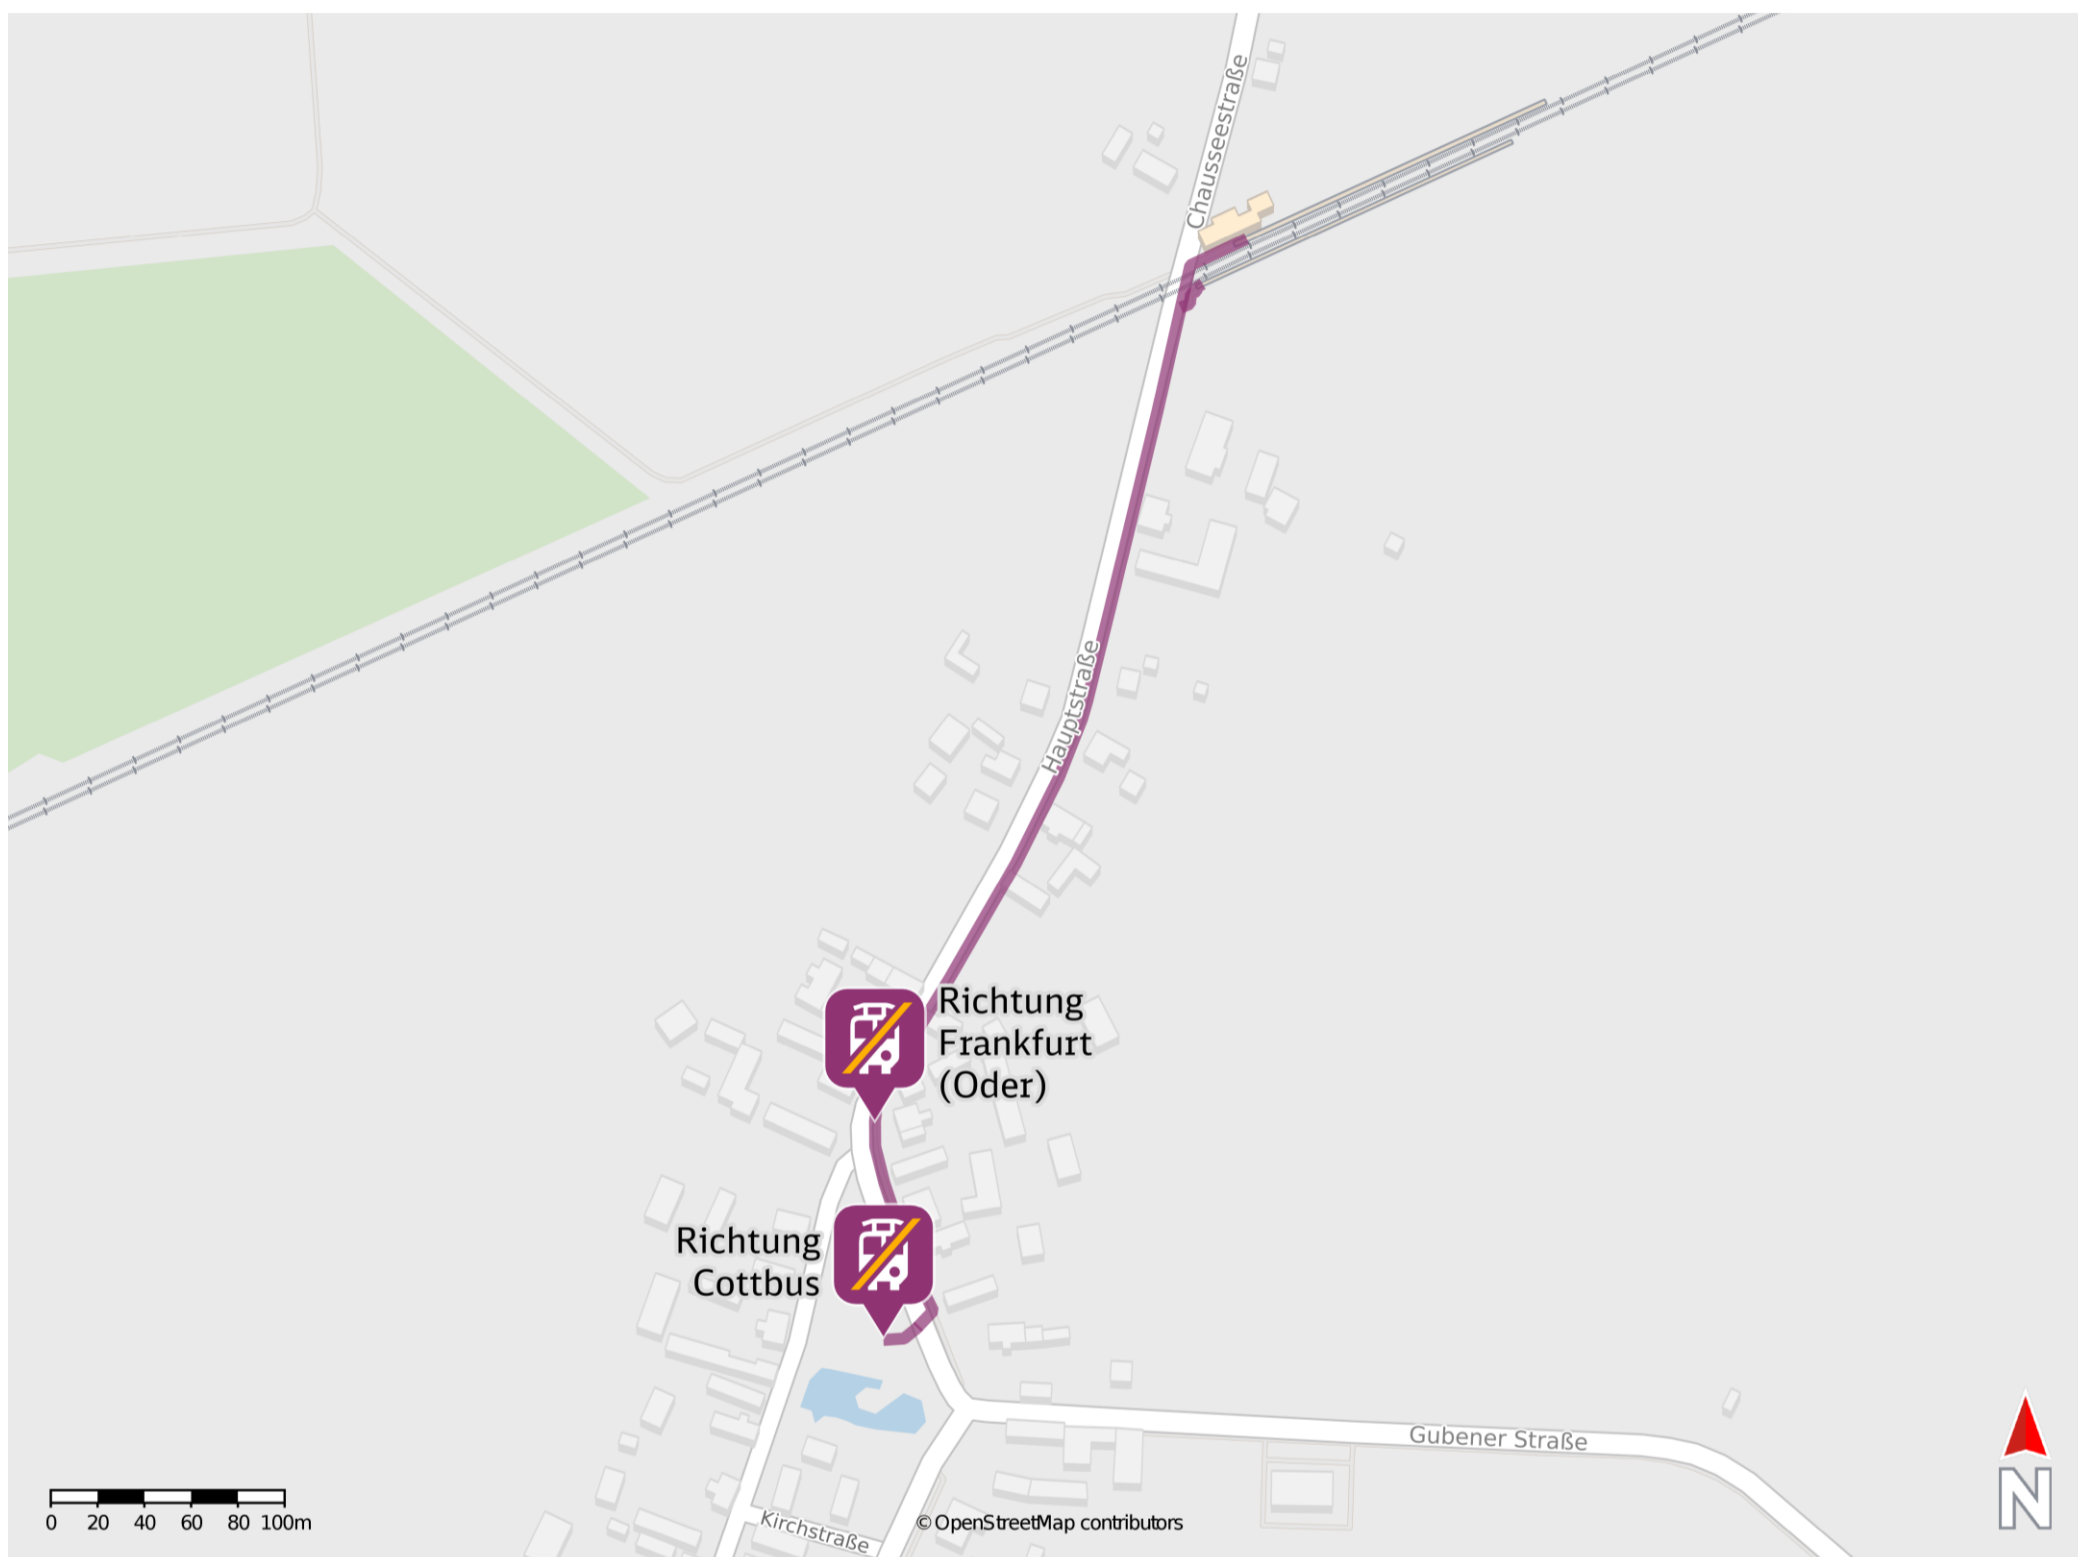 Chausseestraße
Hauptstraße
Richtung
Frankfurt
(Oder)
Richtung
Cottbus
Gubener Straße
Kirchstraße
0 20 40 60 80 100m
© OpenStreetMap contributors
N